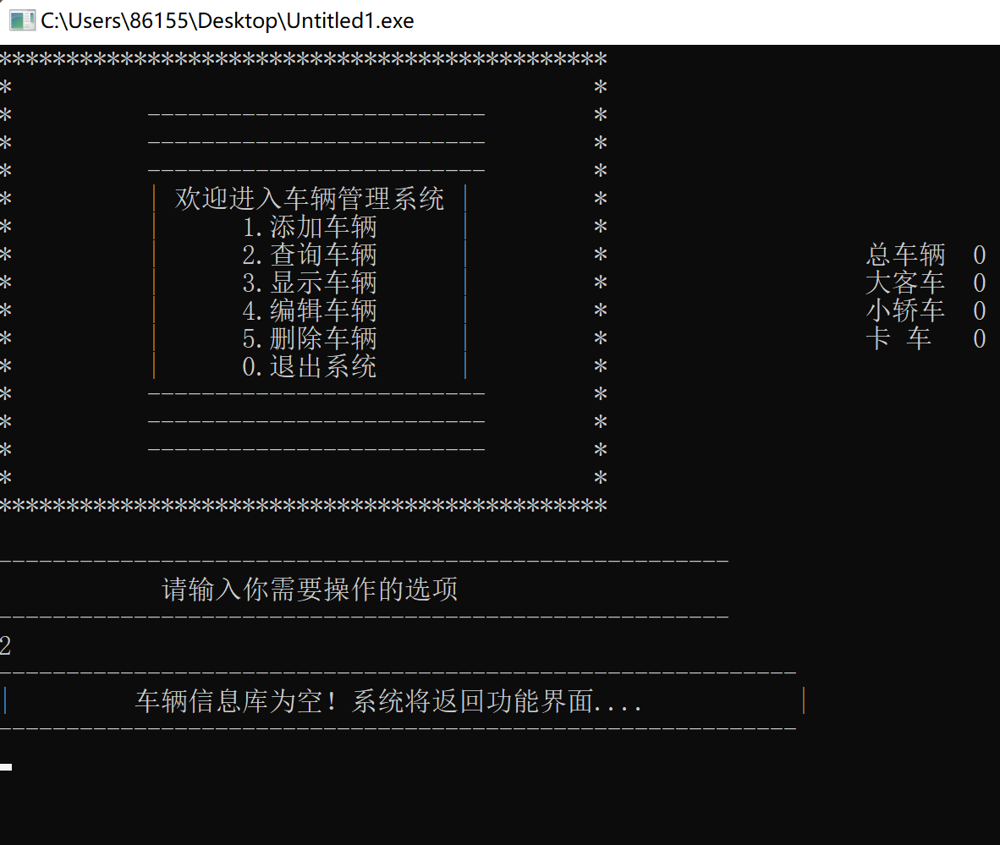 C:\Users\86155\Desktop\Untitled1.exe
*********************************************
*                                           *
*          -------------------------        *
*          -------------------------        *
*          -------------------------        *
*          | 欢迎进入车辆管理系统 |         *
*          |      1.添加车辆      |         *
*          |      2.查询车辆      |         *          总车辆  0
*          |      3.显示车辆      |         *          大客车  0
*          |      4.编辑车辆      |         *          小轿车  0
*          |      5.删除车辆      |         *          卡 车   0
*          |      0.退出系统      |         *
*          -------------------------        *
*          -------------------------        *
*          -------------------------        *
*                                           *
*********************************************
------------------------------------------------------
请输入你需要操作的选项
------------------------------------------------------
2
-----------------------------------------------------------
|         车辆信息库为空！系统将返回功能界面....            |
-----------------------------------------------------------